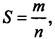 S = m/n,